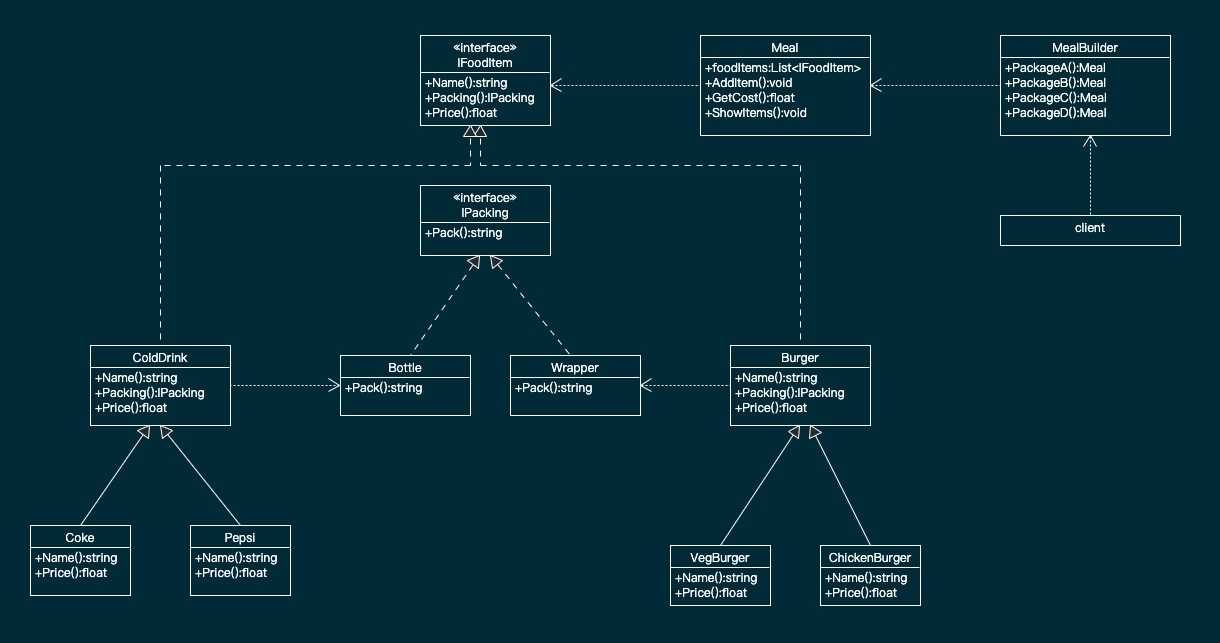 «interface»
IFoodItem
+Name():string
+Packing():IPacking
+Price():float
Meal
+foodItems:List<IFoodItem>
+AddItem():void
+GetCost():float
+ShowItems():void
MealBuilder
+PackageA():Meal
+PackageB():Meal
+PackageC():Meal
+PackageD():Meal
«interface»
IPacking
+Pack():string
client
ColdDrink
+Name():string
+Packing():IPacking
+Price():float
Bottle
+Pack():string
Wrapper
+Pack():string
Burger
+Name():string
+Packing():IPacking
+Price():float
Coke
+Name():string
+Price():float
Pepsi
+Name():string
+Price():float
VegBurger
+Name():string
+Price():float
ChickenBurger
+Name():string
+Price():float